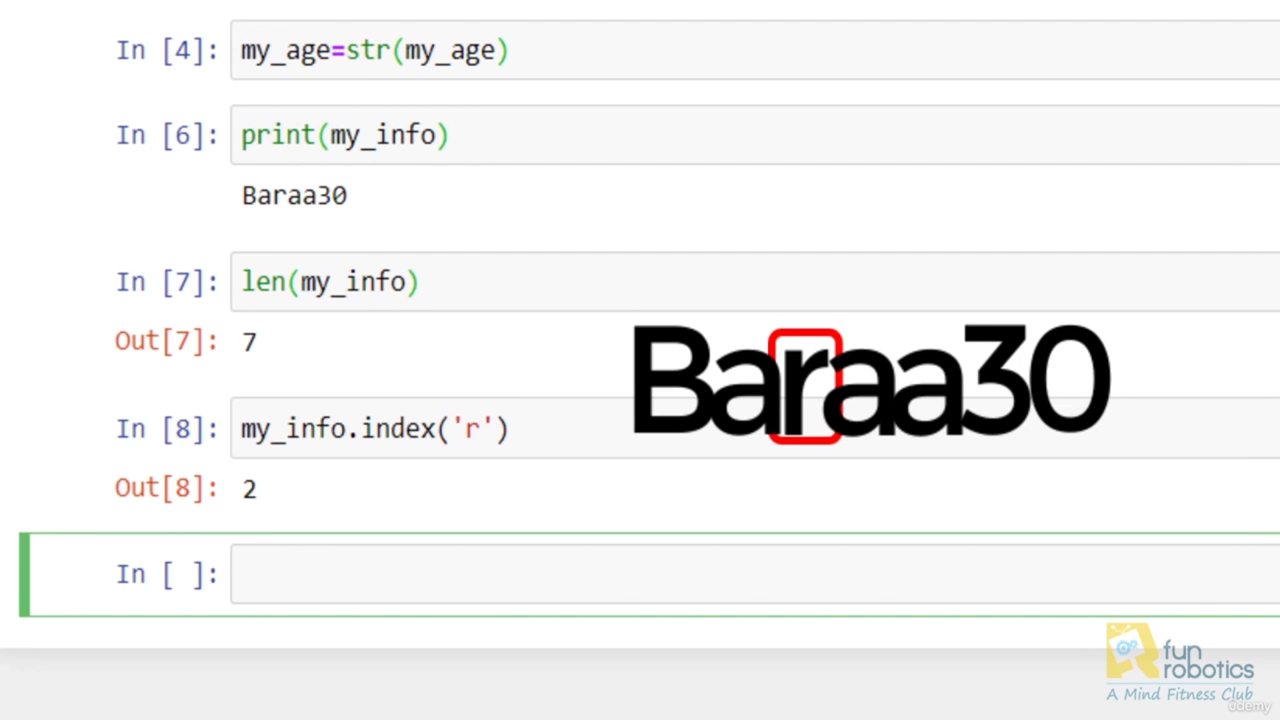 In [4]: my_age=str(my_age)
In [6]: print(my_info)
Baraa30
In [7]: len(my_info)
Out[7]: 7
Baraa30
In [8]: my_info.index('r')
Out[8]: 2
In [ ]:
fun
robotics
A Mind Fitness Club
ûdemy